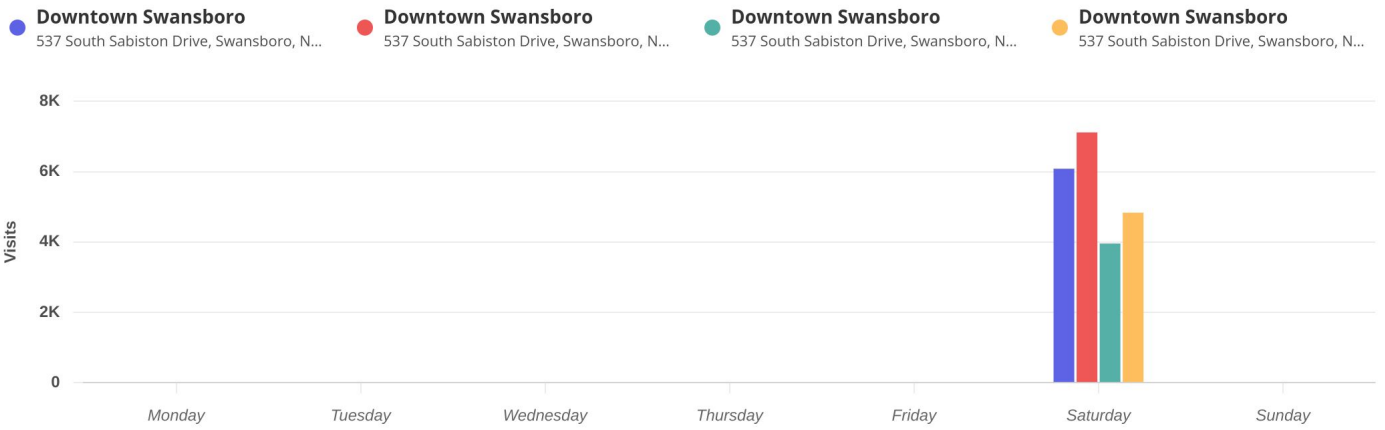 Downtown Swansboro
537 South Sabiston Drive, Swansboro, N...
Downtown Swansboro
537 South Sabiston Drive, Swansboro, N...
Downtown Swansboro
537 South Sabiston Drive, Swansboro, N...
Downtown Swansboro
537 South Sabiston Drive, Swansboro, N...
8K
6K
4K
2K
0
Visits
Monday
Tuesday
Wednesday
Thursday
Friday
Saturday
Sunday